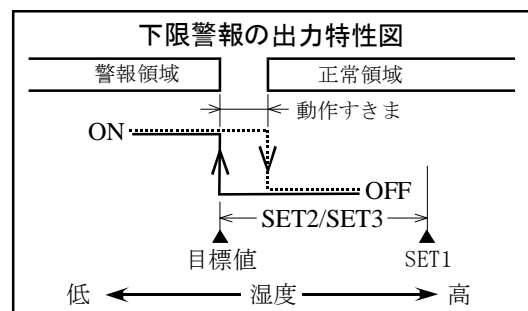 下限警報の出力特性図
警報領域 正常領域
動作すきま
ON
OFF
SET2/SET3
目標値 SET1
低 湿度 高